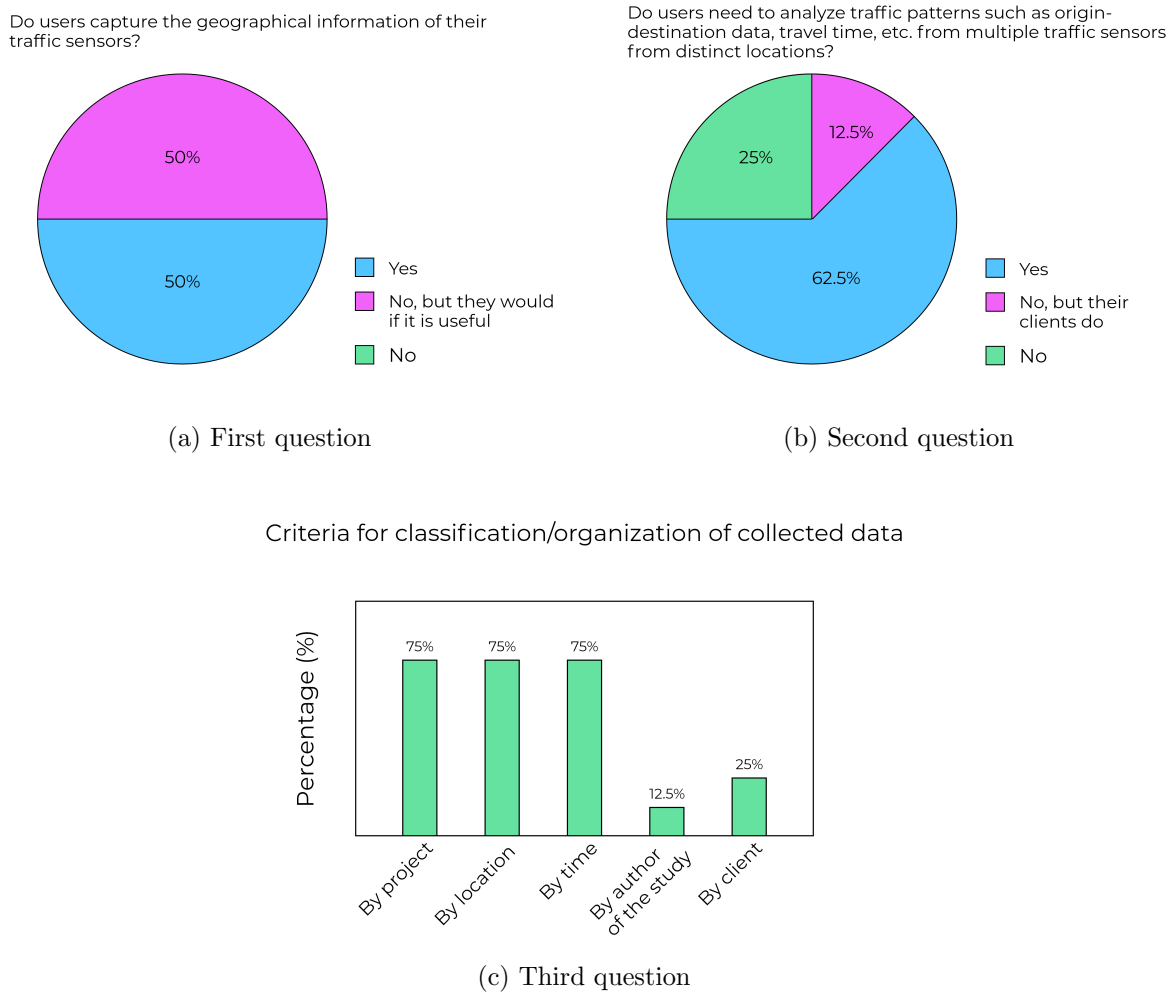 Do users capture the geographical information of their
traffic sensors?
50%
50%
Yes
No, but they would
if it is useful
No
(a) First question
Do users need to analyze traffic patterns such as origin-
destination data, travel time, etc. from multiple traffic sensors
from distinct locations?
12.5%
25%
62.5%
Yes
No, but their
clients do
No
(b) Second question
Criteria for classification/organization of collected data
Percentage (%)
75%
75%
75%
12.5%
25%
By project
By location
By time
By author
of the study
By client
(c) Third question